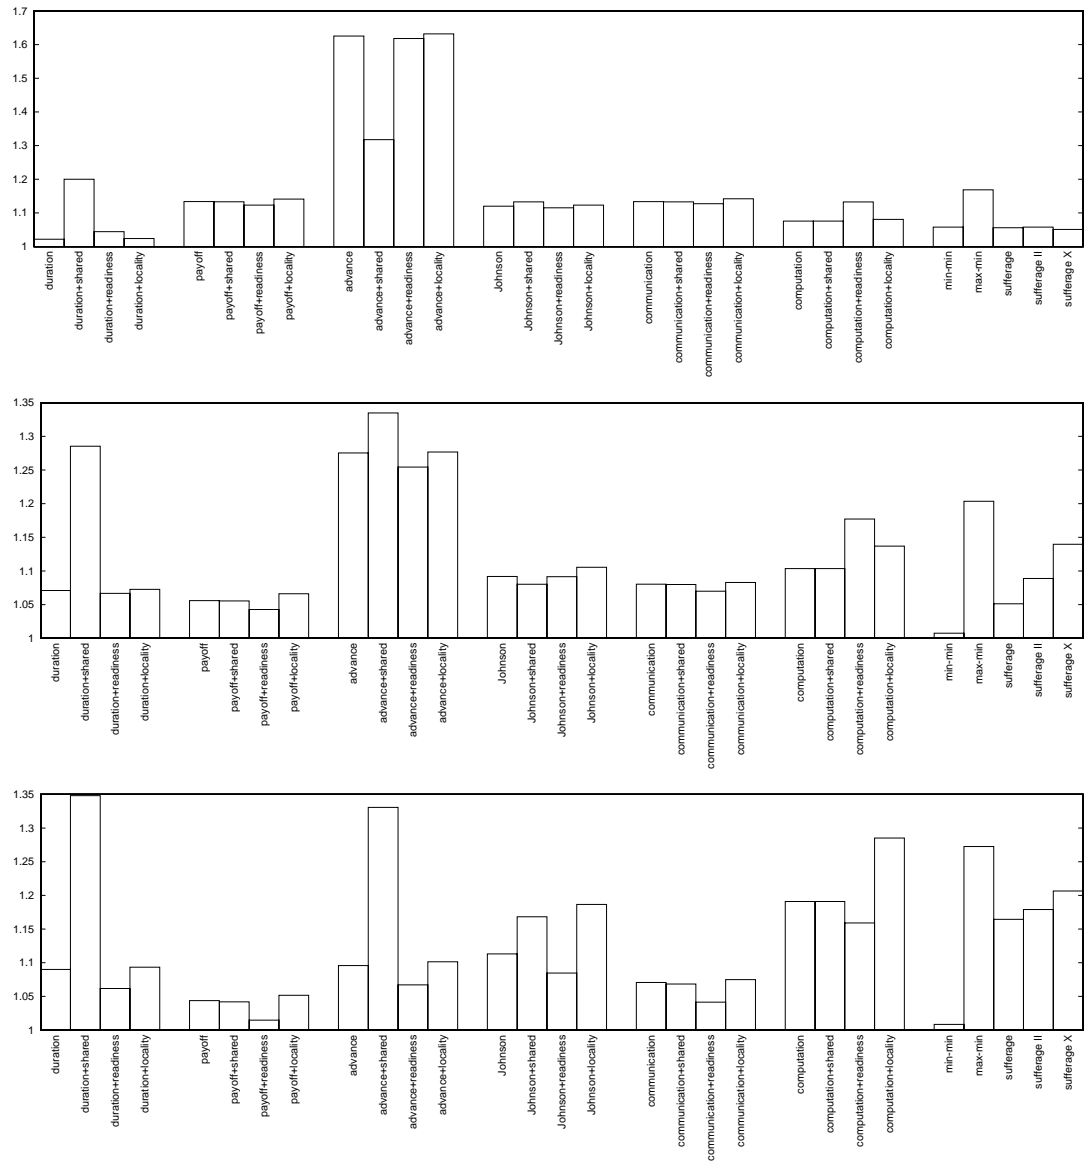 1.7
1.6
1.5
1.4
1.3
1.2
1.1
1
duration
duration+shared
duration+readiness
duration+locality
payoff
payoff+shared
payoff+readiness
payoff+locality
advance
advance+shared
advance+readiness
advance+locality
Johnson
Johnson+shared
Johnson+readiness
Johnson+locality
communication
communication+shared
communication+readiness
communication+locality
computation
computation+shared
computation+readiness
computation+locality
min-min
max-min
sufferage
sufferage II
sufferage X
1.35
1.3
1.25
1.2
1.15
1.1
1.05
1
duration
duration+shared
duration+readiness
duration+locality
payoff
payoff+shared
payoff+readiness
payoff+locality
advance
advance+shared
advance+readiness
advance+locality
Johnson
Johnson+shared
Johnson+readiness
Johnson+locality
communication
communication+shared
communication+readiness
communication+locality
computation
computation+shared
computation+readiness
computation+locality
min-min
max-min
sufferage
sufferage II
sufferage X
1.35
1.3
1.25
1.2
1.15
1.1
1.05
1
duration
duration+shared
duration+readiness
duration+locality
payoff
payoff+shared
payoff+readiness
payoff+locality
advance
advance+shared
advance+readiness
advance+locality
Johnson
Johnson+shared
Johnson+readiness
Johnson+locality
communication
communication+shared
communication+readiness
communication+locality
computation
computation+shared
computation+readiness
computation+locality
min-min
max-min
sufferage
sufferage II
sufferage X